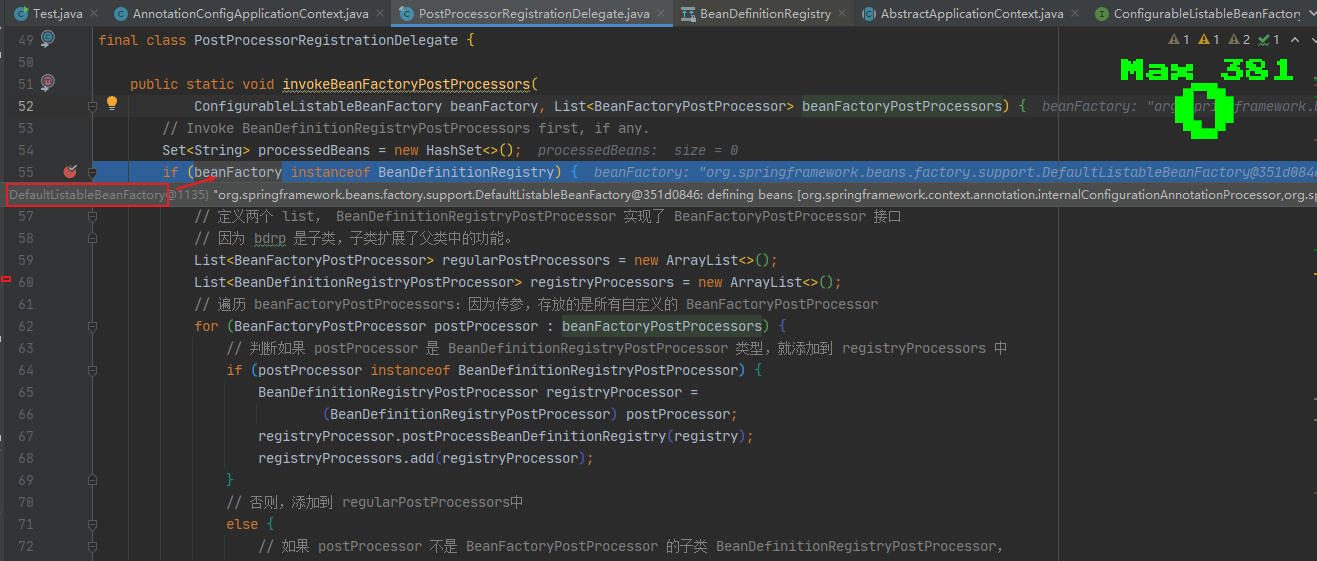 Test.java × AnnotationConfigApplicationContext.java × PostProcessorRegistrationDelegate.java × BeanDefinitionRegistry × AbstractApplicationContext.java × ConfigurableListableBeanFactory
49 final class PostProcessorRegistrationDelegate { 1 1 2 1
Max 381
0
50
51 public static void invokeBeanFactoryPostProcessors(
52 ConfigurableListableBeanFactory beanFactory, List<BeanFactoryPostProcessor> beanFactoryPostProcessors) { beanFactory: "org.springframework.b
53 // Invoke BeanDefinitionRegistryPostProcessors first, if any.
54 Set<String> processedBeans = new HashSet<>(); processedBeans: size = 0
55 if (beanFactory instanceof BeanDefinitionRegistry) { beanFactory: "org.springframework.beans.factory.support.DefaultListableBeanFactory@351d0846
DefaultListableBeanFactory@1135) "org.springframework.beans.factory.support.DefaultListableBeanFactory@351d0846: defining beans [org.springframework.context.annotation.internalConfigurationAnnotationProcessor,org.sp
57 // 定义两个 list， BeanDefinitionRegistryPostProcessor 实现了 BeanFactoryPostProcessor 接口
58 // 因为 bdrp 是子类，子类扩展了父类中的功能。
59 List<BeanFactoryPostProcessor> regularPostProcessors = new ArrayList<>();
60 List<BeanDefinitionRegistryPostProcessor> registryProcessors = new ArrayList<>();
61 // 遍历 beanFactoryPostProcessors：因为传参，存放的是所有自定义的 BeanFactoryPostProcessor
62 for (BeanFactoryPostProcessor postProcessor : beanFactoryPostProcessors) {
63 // 判断如果 postProcessor 是 BeanDefinitionRegistryPostProcessor 类型，就添加到 registryProcessors 中
64 if (postProcessor instanceof BeanDefinitionRegistryPostProcessor) {
65 BeanDefinitionRegistryPostProcessor registryProcessor =
66 (BeanDefinitionRegistryPostProcessor) postProcessor;
67 registryProcessor.postProcessBeanDefinitionRegistry(registry);
68 registryProcessors.add(registryProcessor);
69 }
70 // 否则，添加到 regularPostProcessors中
71 else {
72 // 如果 postProcessor 不是 BeanFactoryPostProcessor 的子类 BeanDefinitionRegistryPostProcessor，